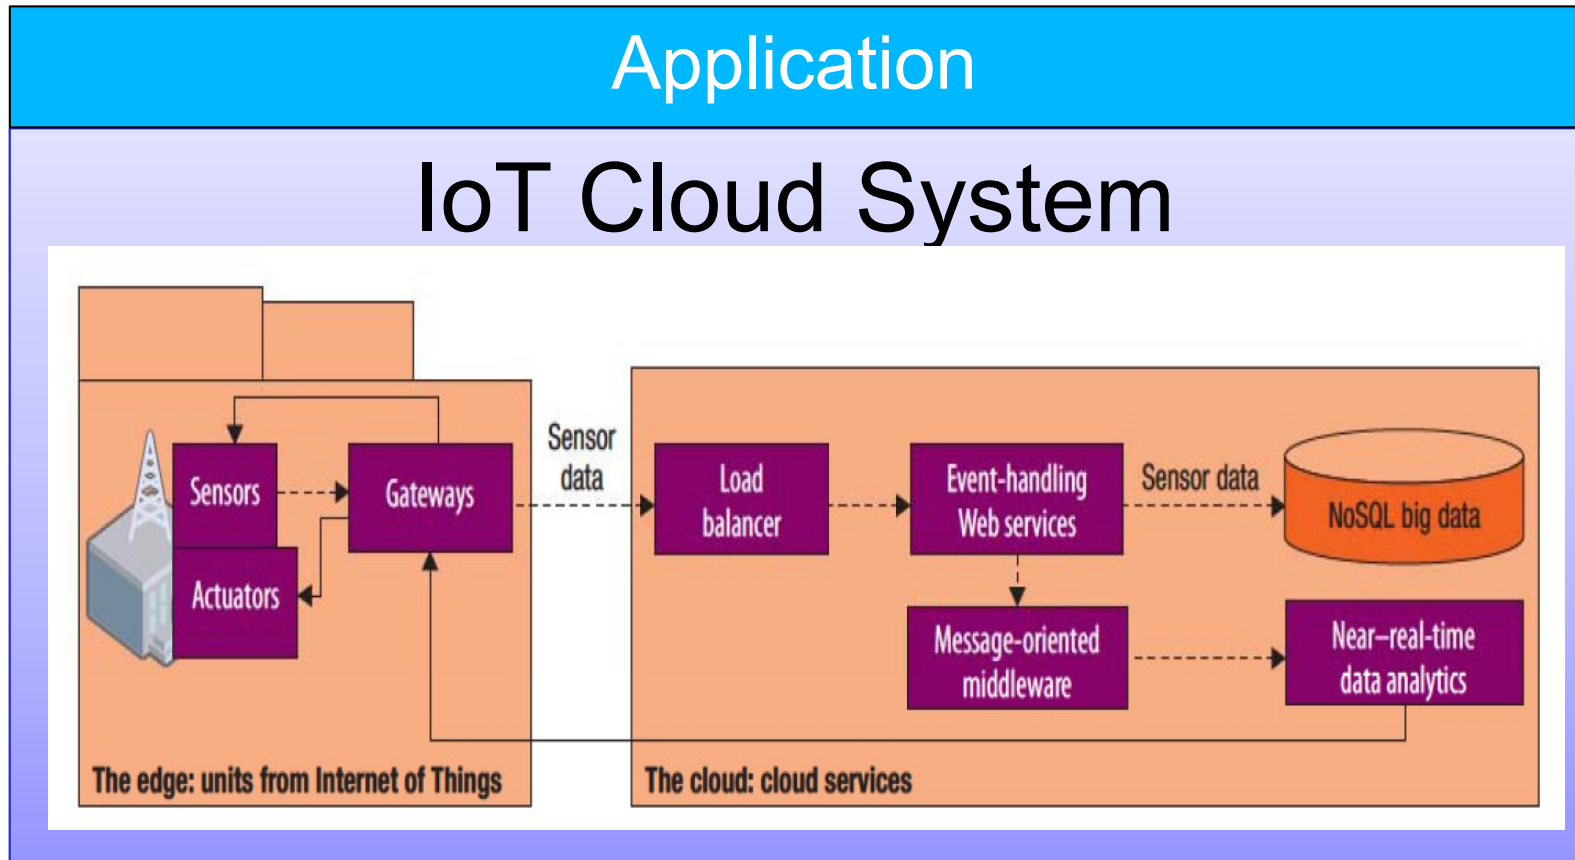 Application
IoT Cloud System
Sensor
data
Sensors
Gateways
Actuators
Load
balancer
Event-handling
Web services
Sensor data
NoSQL big data
Message-oriented
middleware
Near–real-time
data analytics
The edge: units from Internet of Things
The cloud: cloud services